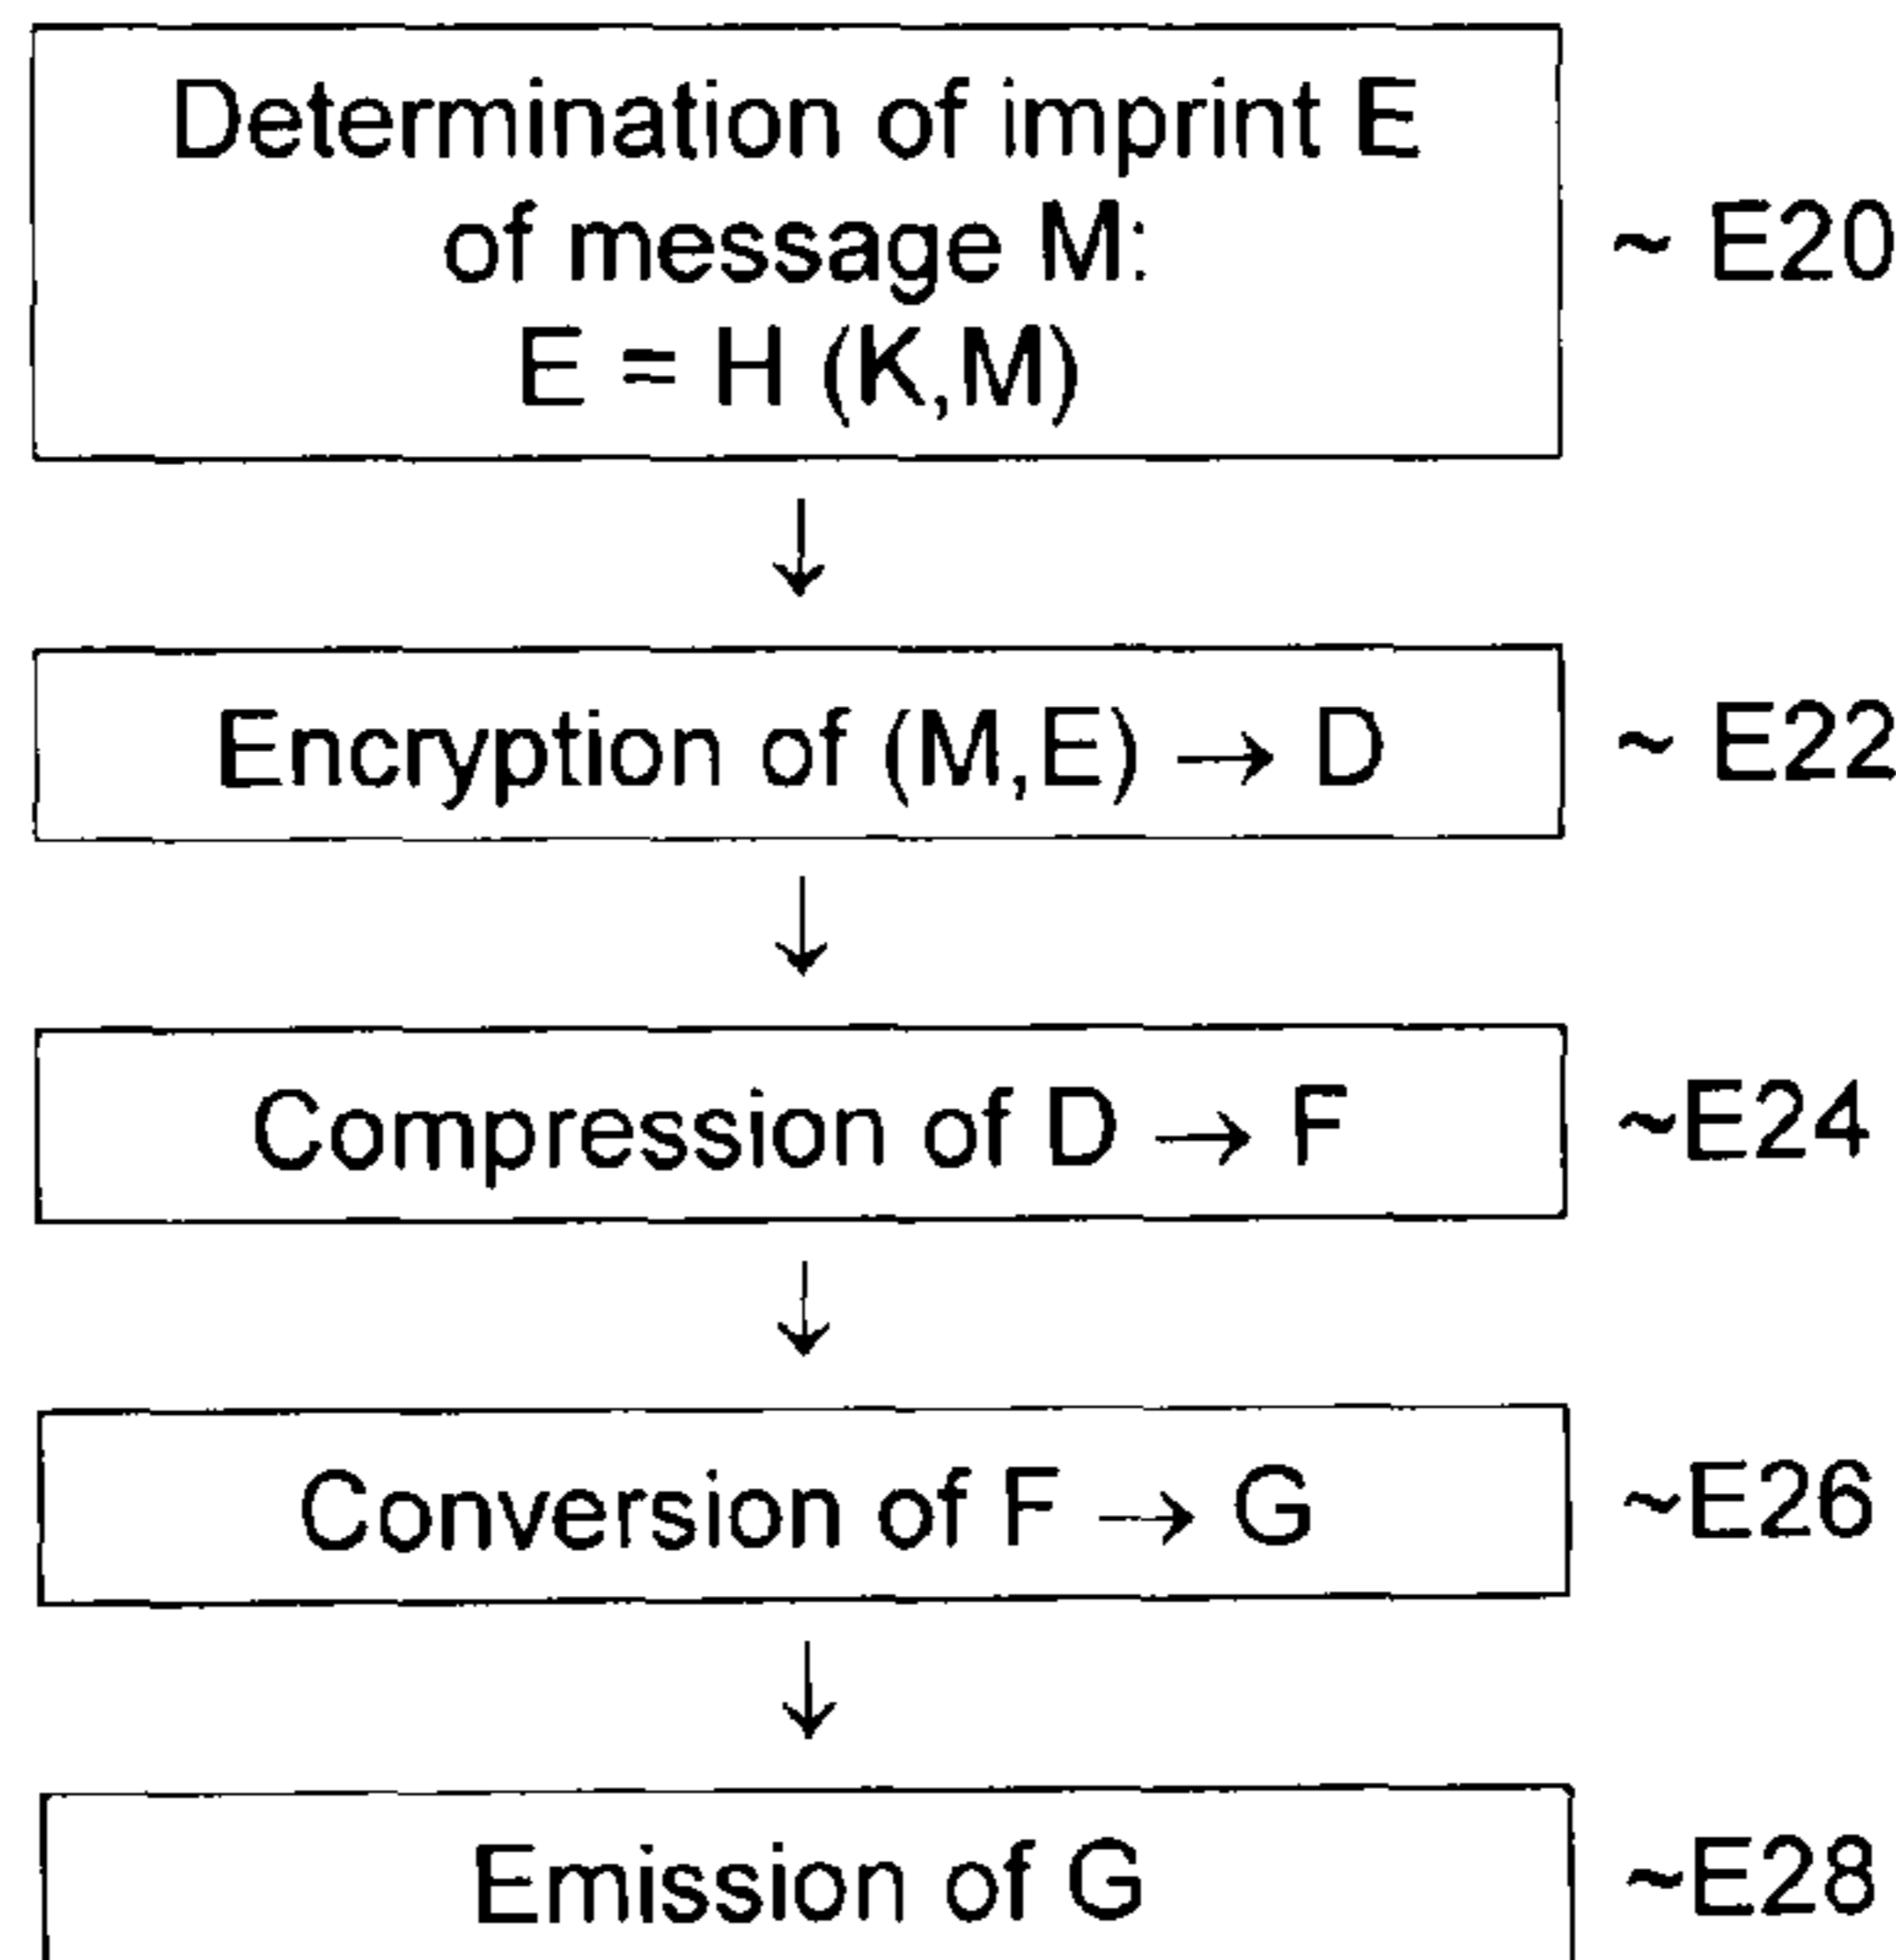 Determination of imprint E
of message M:
E = H (K,M)
~ E20
↓
Encryption of (M,E) → D
~ E22
↓
Compression of D → F
~E24
↓
Conversion of F → G
~E26
↓
Emission of G
~E28